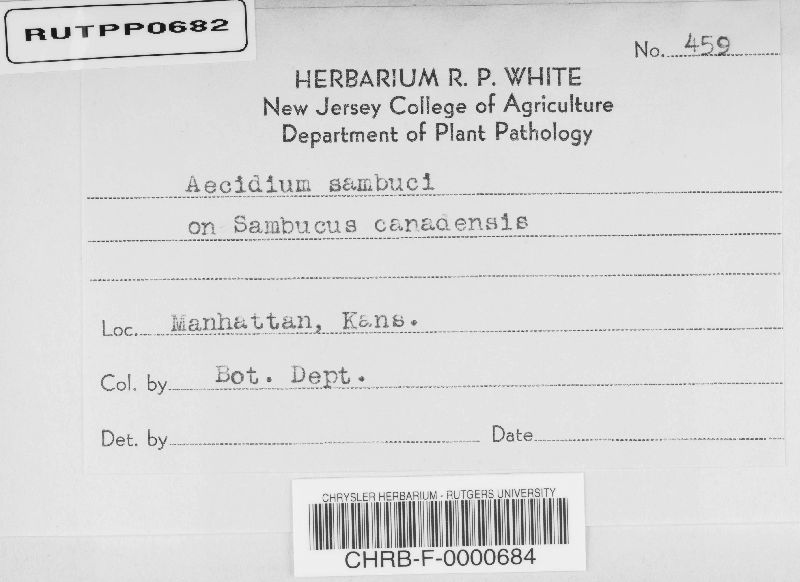 RUTPP0682
No. 459
HERBARIUM R. P. WHITE
New Jersey College of Agriculture
Department of Plant Pathology
Aecidium sambuci
on Sambucus canadensis
Loc. Manhattan, Kans.
Col. by Bot. Dept.
Det. by Date
CHRYSLER HERBARIUM - RUTGERS UNIVERSITY
CHRB-F-0000684